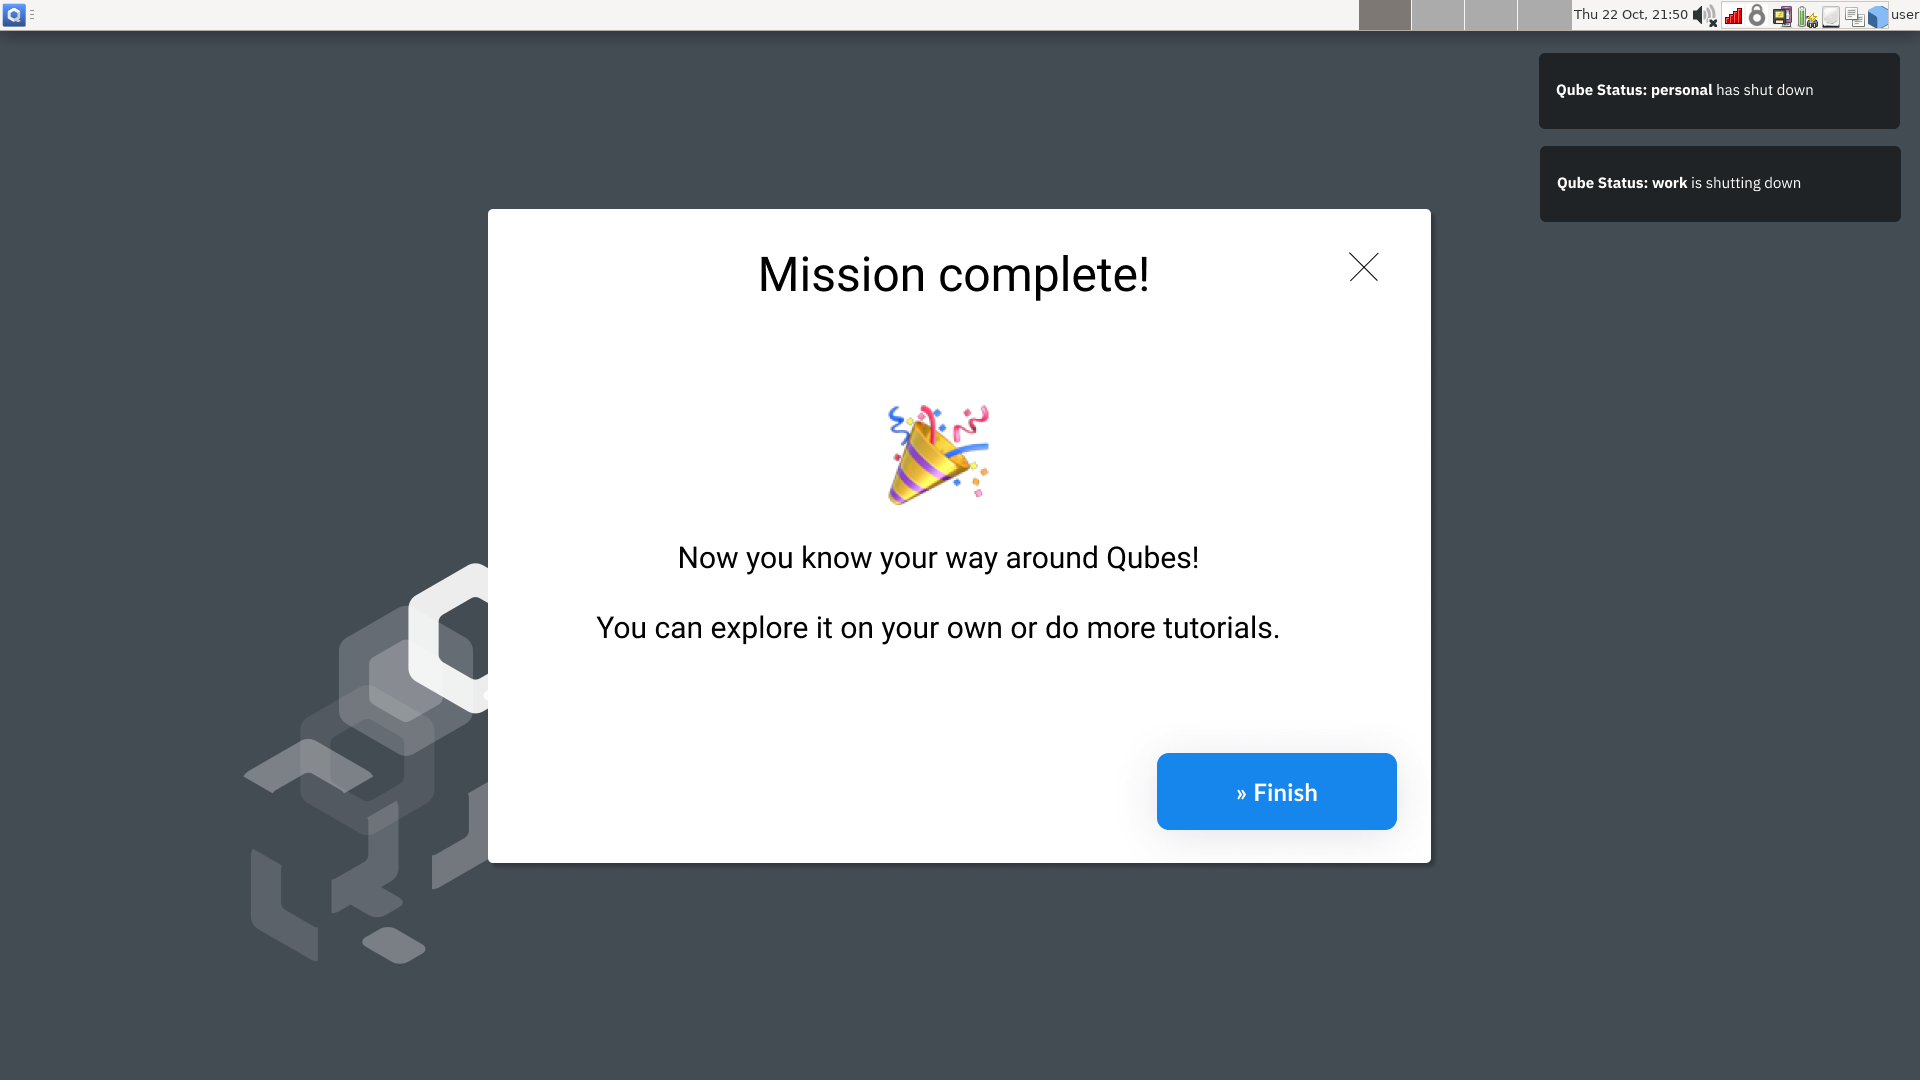 Thu 22 Oct, 21:50
user
Qube Status: personal has shut down
Qube Status: work is shutting down
Mission complete!
Now you know your way around Qubes!
You can explore it on your own or do more tutorials.
» Finish